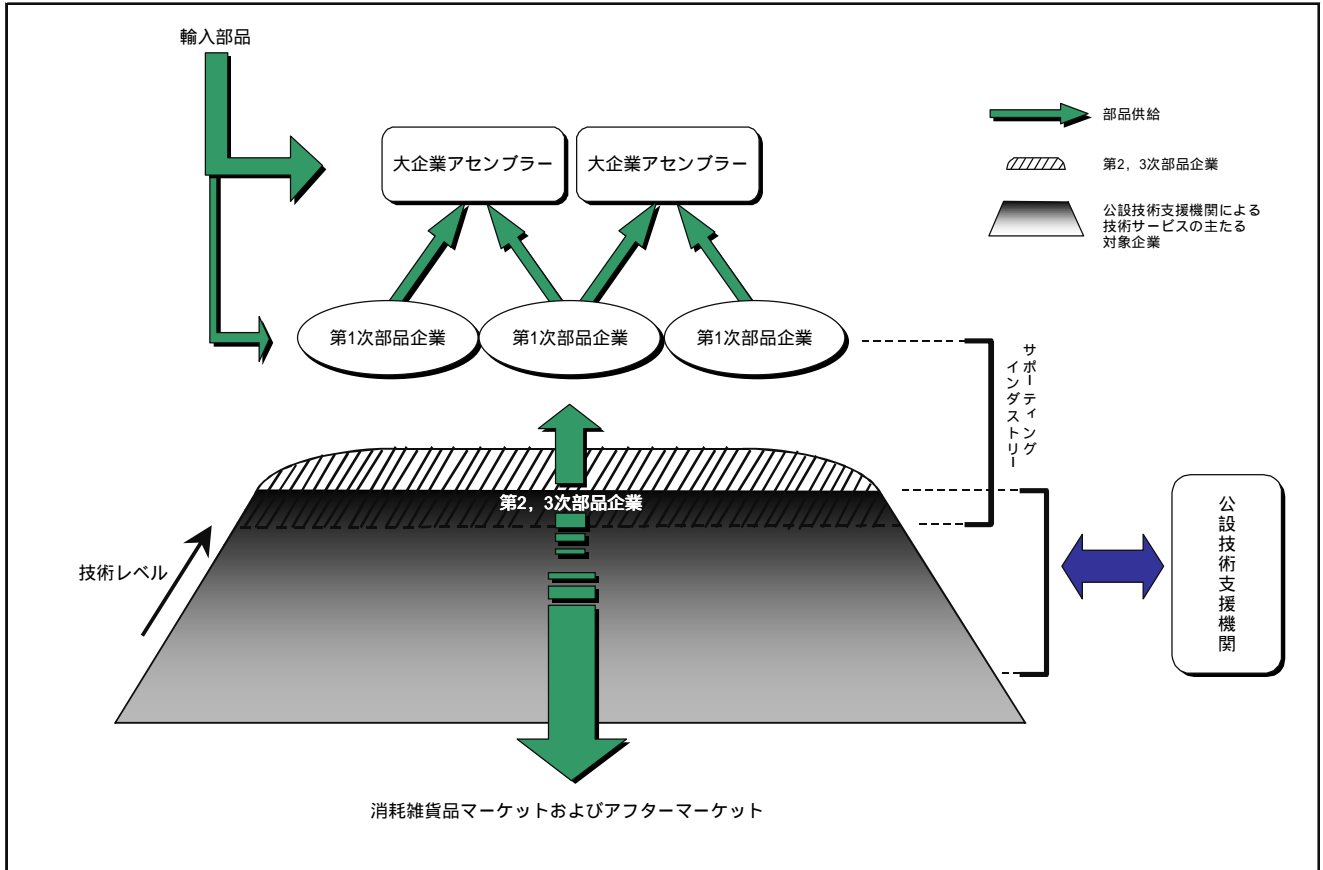 輸入部品
部品供給
大企業アセンブラー
大企業アセンブラー
第2，3次部品企業
公設技術支援機関による
技術サービスの主たる
対象企業
第1次部品企業
第1次部品企業
第1次部品企業
サポーティング
インダストリー
第2，3次部品企業
技術レベル
公設技術支援機関
消耗雑貨品マーケットおよびアフターマーケット